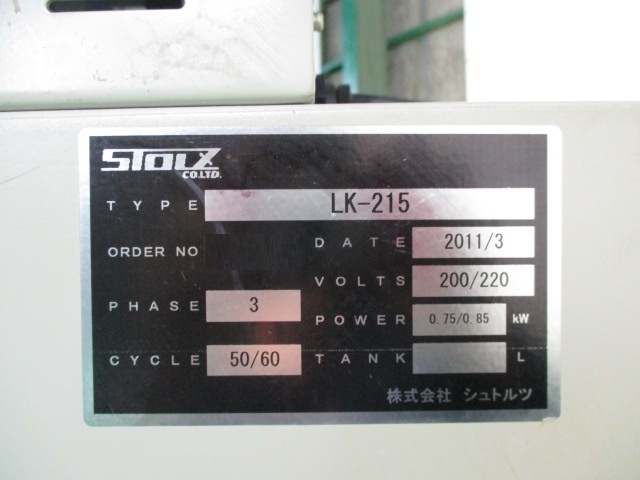 STOLZ
CO.LTD.
TYPE LK-215
ORDER NO
DATE 2011/3
VOLTS 200/220
PHASE 3
POWER 0.75/0.85 kW
CYCLE 50/60
TANK L
株式会社 シュトルツ